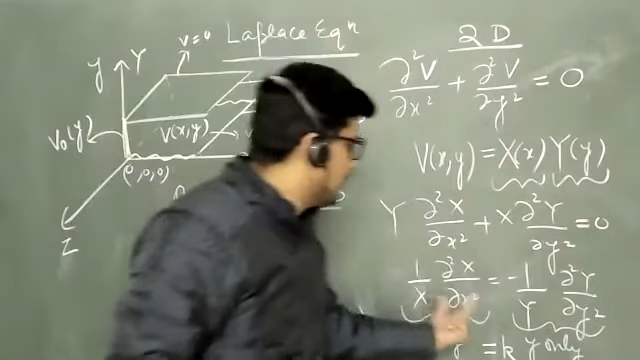 Laplace Eqⁿ
2D
V=0
y Y
V₀(y)
V(x,y)
(0,0,0)
Z
∂²V/∂x² + ∂²V/∂y² = 0
V(x,y) = X(x) Y(y)
Y ∂²X/∂x² + X ∂²Y/∂y² = 0
1/X ∂²X/∂x² = -1/Y ∂²Y/∂y²
= k y only